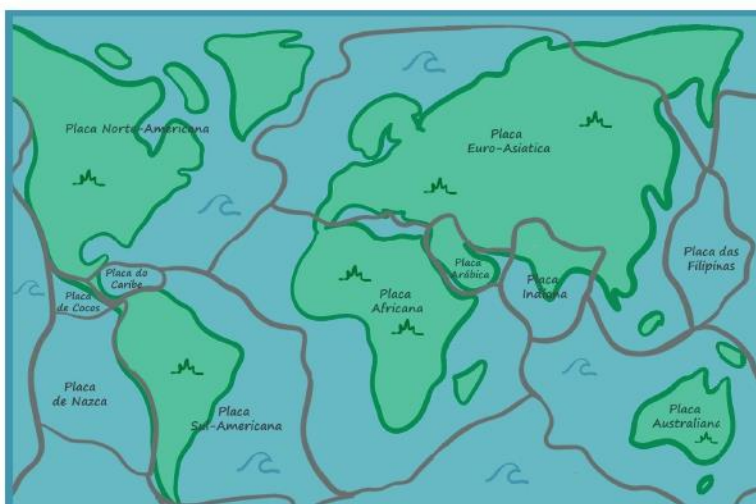 Placa Norte-Americana
Placa
Euro-Asiatica
Placa do
Caribe
Placa
de Cocos
Placa
Africana
Placa
Arábica
Placa
Indiana
Placa das
Filipinas
Placa
de Nazca
Placa
Sul-Americana
Placa
Australiana